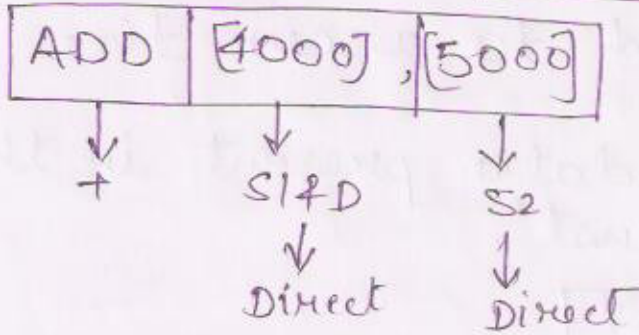 ADD [4000], [5000]
+ S1&D S2
Direct Direct